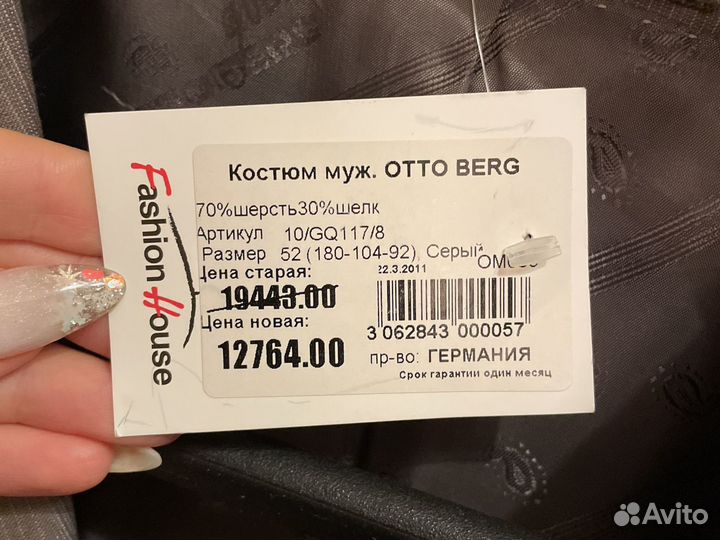 Fashion House
Костюм муж. OTTO BERG
70%шерсть30%шелк
Артикул 10/GQ117/8
Размер 52 (180-104-92), Серый
Цена старая:
22.3.2011
19443.00
Цена новая:
3 062843 000057
12764.00
пр-во: ГЕРМАНИЯ
Срок гарантии один месяц
Avito